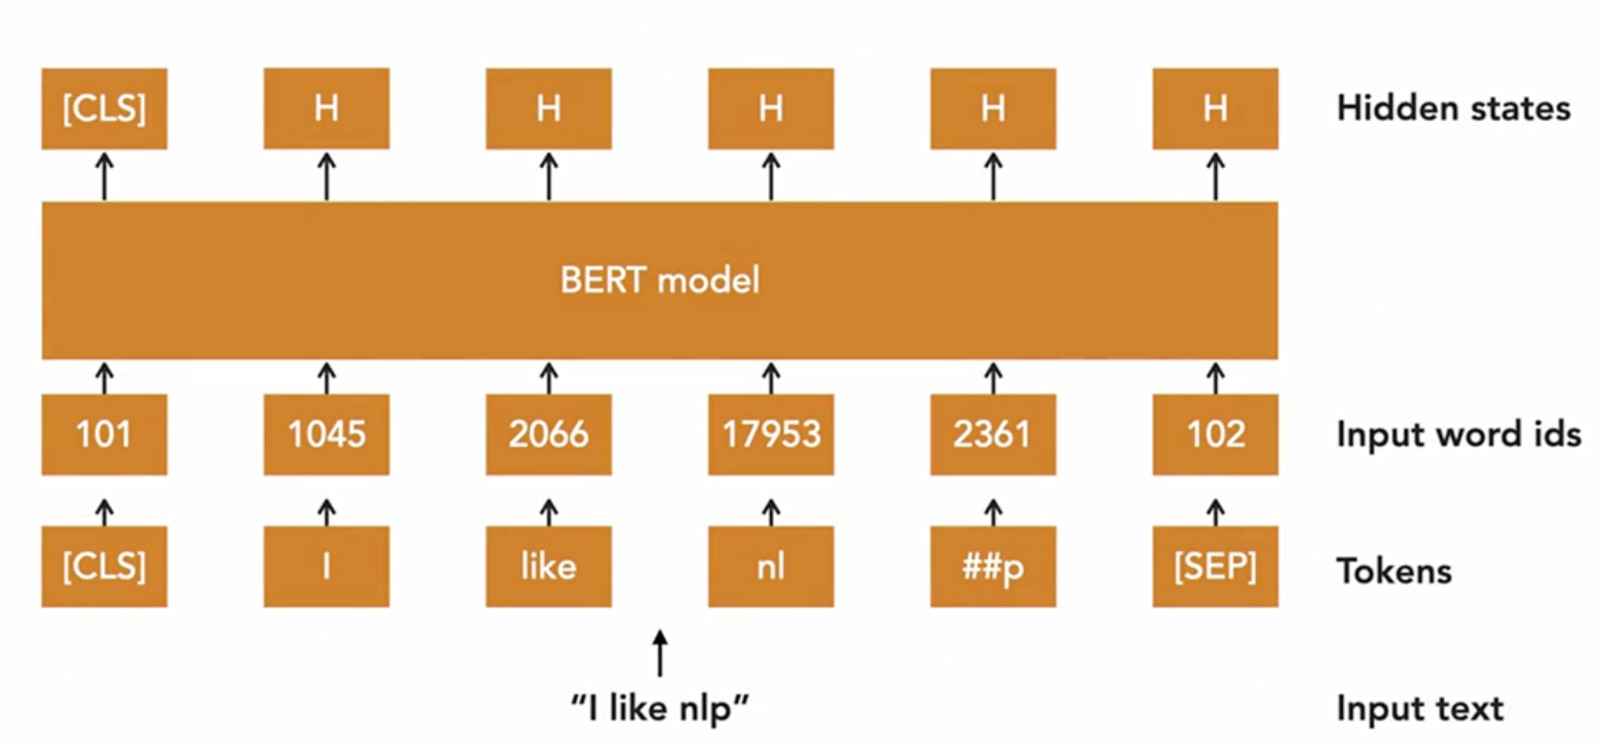 [CLS] H H H H H Hidden states
BERT model
101 1045 2066 17953 2361 102 Input word ids
[CLS] I like nl ##p [SEP] Tokens
"I like nlp" Input text